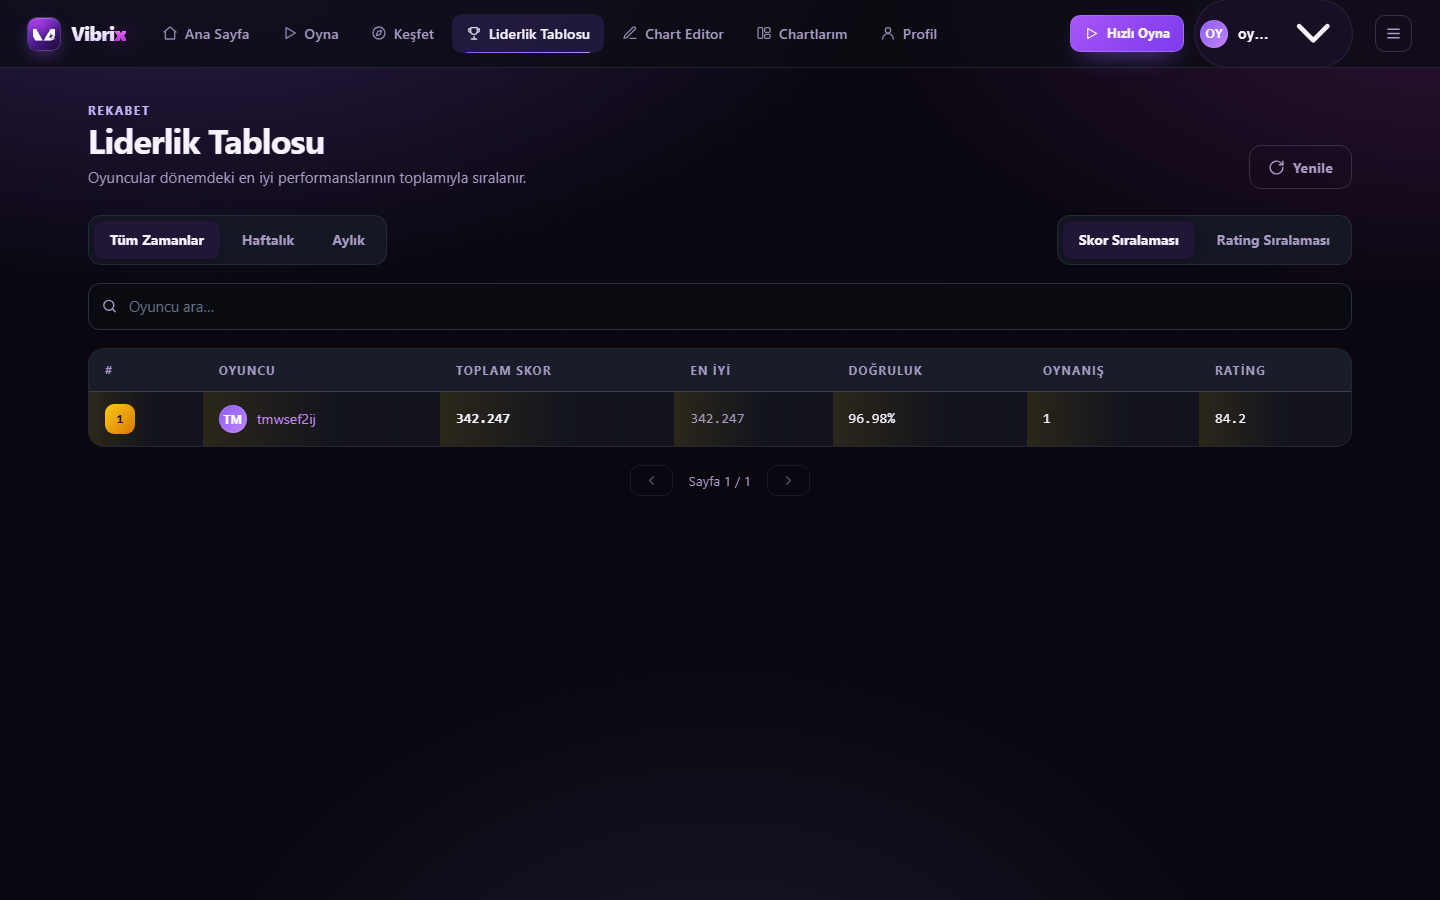 Vibrix
Ana Sayfa
Oyna
Keşfet
Liderlik Tablosu
Chart Editor
Chartlarım
Profil
Hızlı Oyna
OY
oy...
REKABET
Liderlik Tablosu
Oyuncular dönemdeki en iyi performanslarının toplamıyla sıralanır.
Yenile
Tüm Zamanlar
Haftalık
Aylık
Skor Sıralaması
Rating Sıralaması
Oyuncu ara...
# OYUNCU TOPLAM SKOR EN İYİ DOĞRULUK OYNANIŞ RATİNG
1 TM tmwsef2ij 342.247 342.247 96.98% 1 84.2
Sayfa 1 / 1